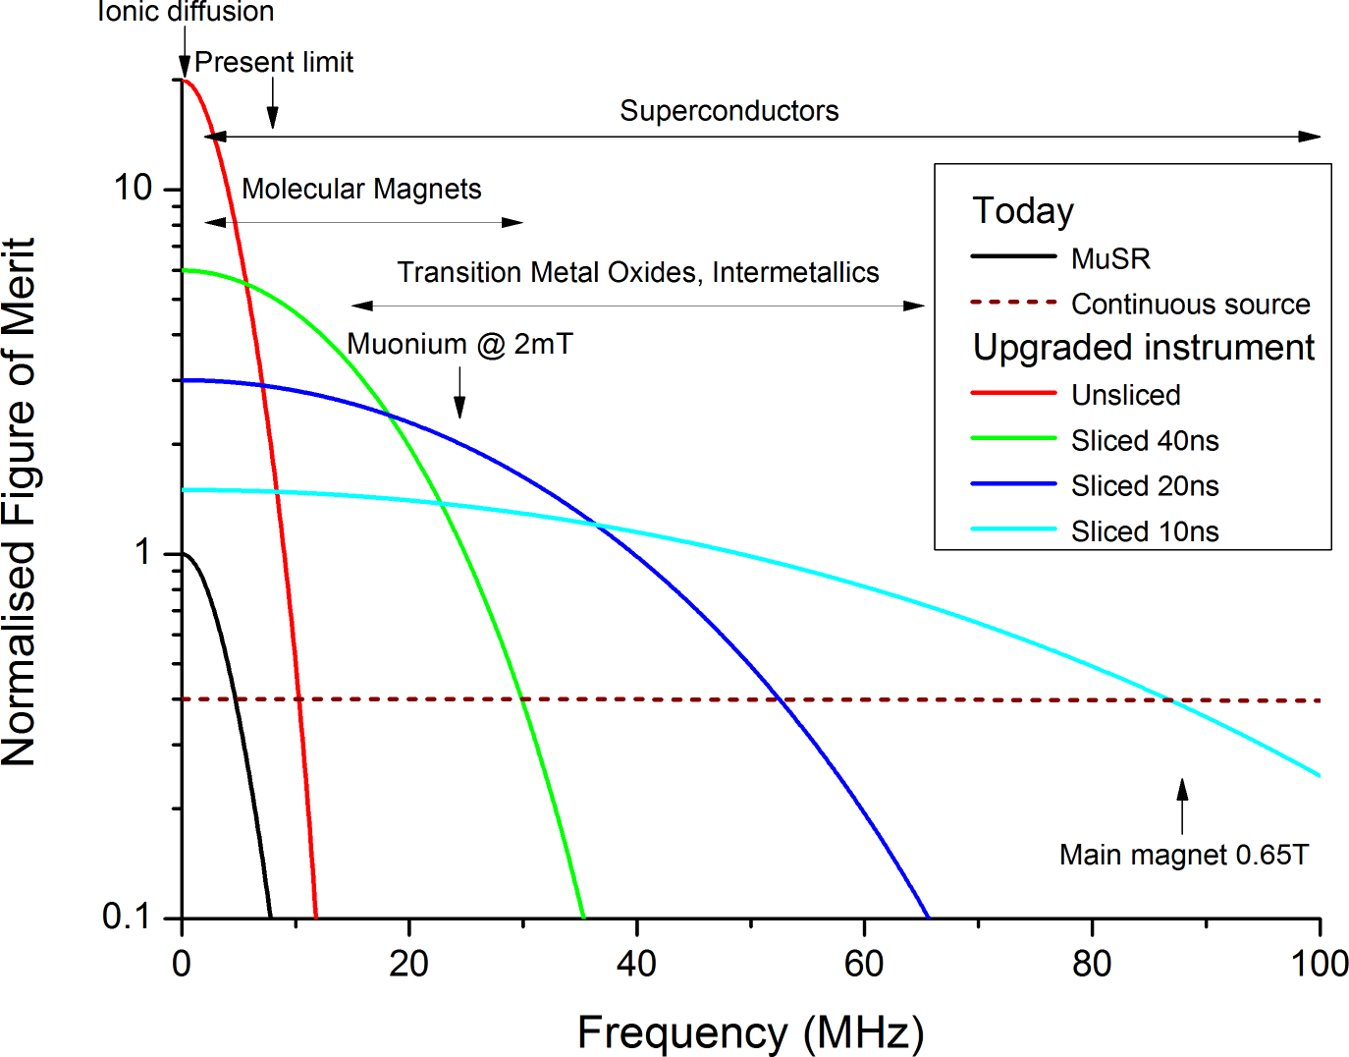 Ionic diffusion
Present limit
Superconductors
Molecular Magnets
Transition Metal Oxides, Intermetallics
Muonium @ 2mT
Today
MuSR
Continuous source
Upgraded instrument
Unsliced
Sliced 40ns
Sliced 20ns
Sliced 10ns
Main magnet 0.65T
Normalised Figure of Merit
10
1
0.1
0 20 40 60 80 100
Frequency (MHz)